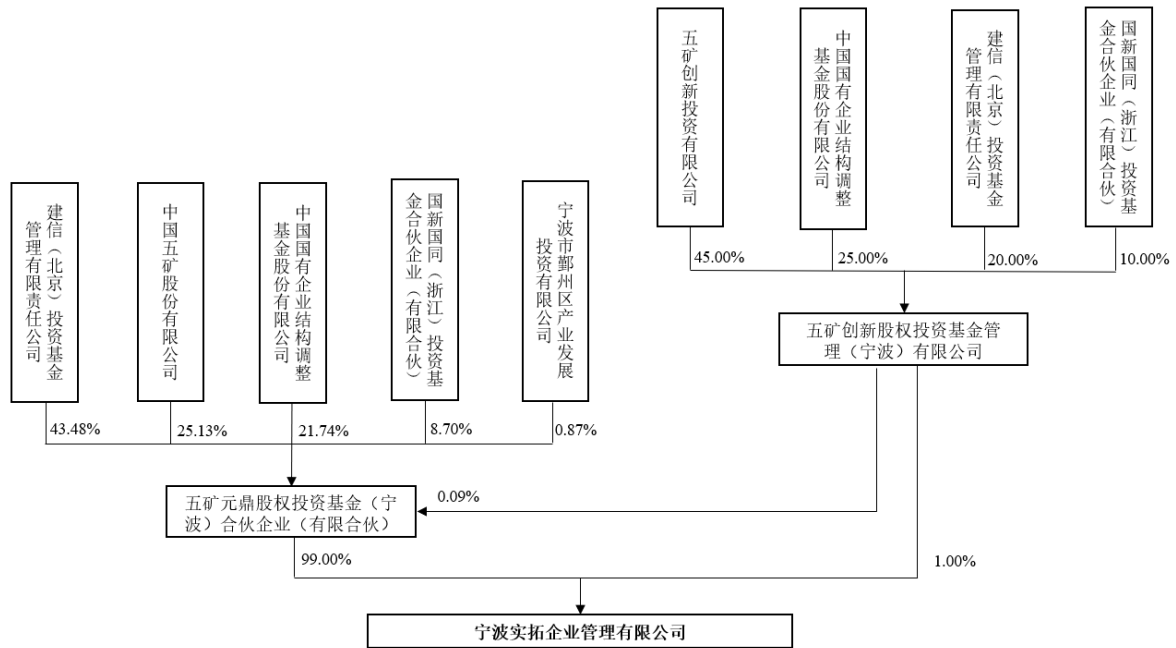 五矿创新投资有限公司
中国国有企业结构调整
基金股份有限公司
建信（北京）投资基金
管理有限责任公司
国新国同（浙江）投资基
金合伙企业（有限合伙）
45.00%
25.00%
20.00%
10.00%
五矿创新股权投资基金管
理（宁波）有限公司
建信（北京）投资基金
管理有限责任公司
中国五矿股份有限公司
中国国有企业结构调整
基金股份有限公司
国新国同（浙江）投资基
金合伙企业（有限合伙）
宁波市鄞州区产业发展
投资有限公司
43.48%
25.13%
21.74%
8.70%
0.87%
五矿元鼎股权投资基金（宁
波）合伙企业（有限合伙）
0.09%
99.00%
1.00%
宁波实拓企业管理有限公司